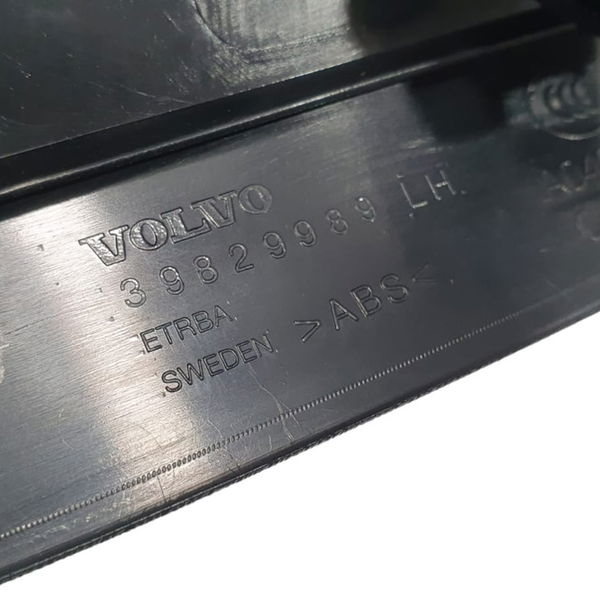 VOLVO
39829989 LH
ETRBA
SWEDEN. >ABS<